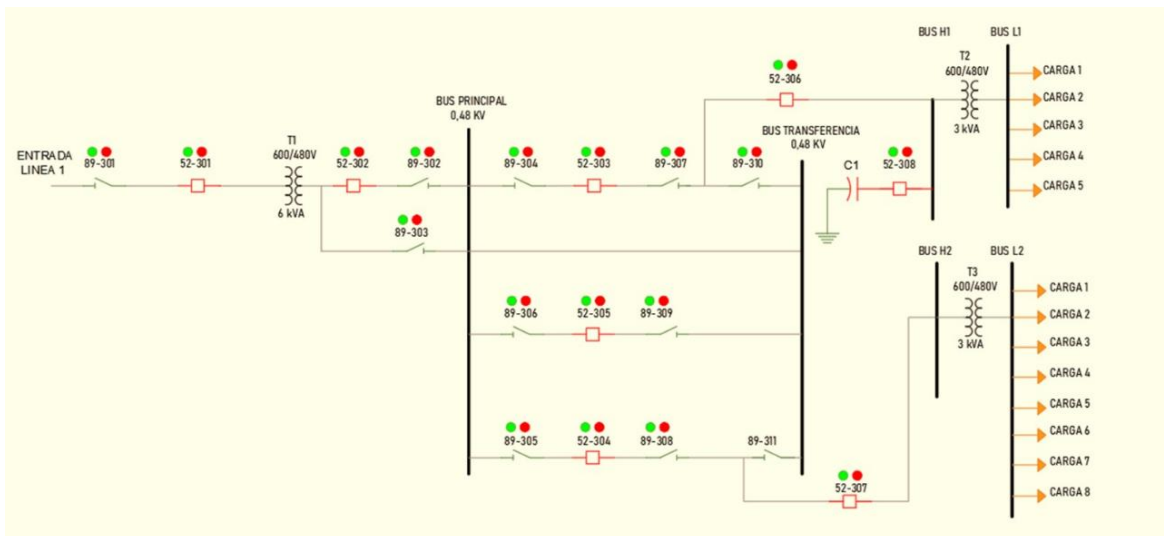 BUS H1
BUS L1
T2
600/480V
3 kVA
CARGA 1
CARGA 2
CARGA 3
CARGA 4
CARGA 5
52-306
BUS PRINCIPAL
0,48 KV
BUS TRANSFERENCIA
0,48 KV
ENTRADA
LINEA 1
89-301
52-301
T1
600/480V
6 kVA
52-302
89-302
89-304
52-303
89-307
89-310
C1
52-308
89-303
BUS H2
BUS L2
T3
600/480V
3 kVA
CARGA 1
CARGA 2
CARGA 3
CARGA 4
CARGA 5
CARGA 6
CARGA 7
CARGA 8
89-306
52-305
89-309
89-305
52-304
89-308
89-311
52-307